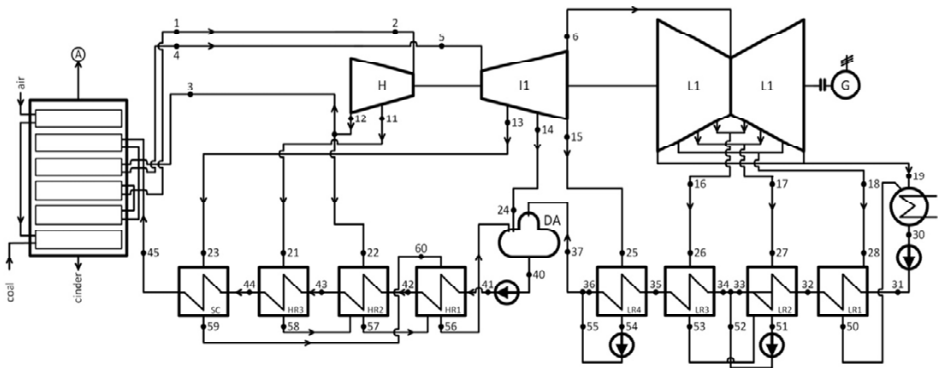 1
2
5
4
6
3
A
air
coal
cinder
H
I1
L1
L1
G
12
11
13
14
15
16
17
18
19
24
DA
30
45
23
21
22
60
40
37
25
26
27
28
44
43
42
41
36
35
34
33
32
31
SC
HR3
HR2
HR1
LR4
LR3
LR2
LR1
59
58
57
56
55
54
53
52
51
50